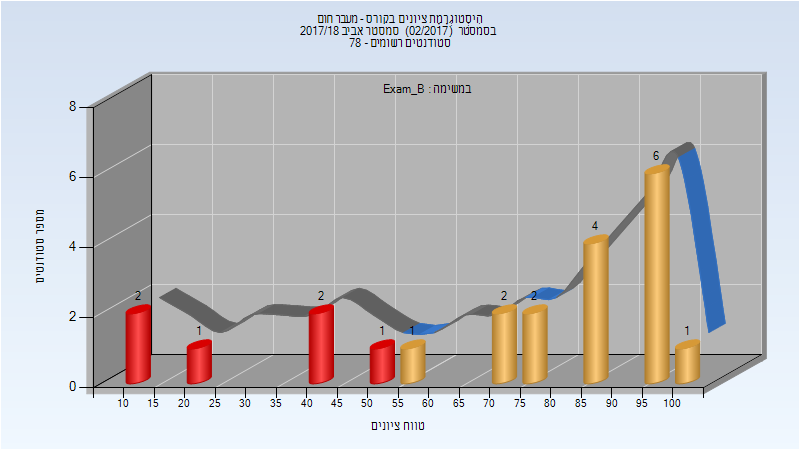 היסטוגרמת ציונים בקורס - מעבר חום
בסמסטר (02/2017) סמסטר אביב 2017/18
סטודנטים רשומים - 78
במשימה : Exam_B
מספר סטודנטים
8
6
4
2
0
2
1
2
1
1
2
2
4
6
1
10 15 20 25 30 35 40 45 50 55 60 65 70 75 80 85 90 95 100
טווח ציונים